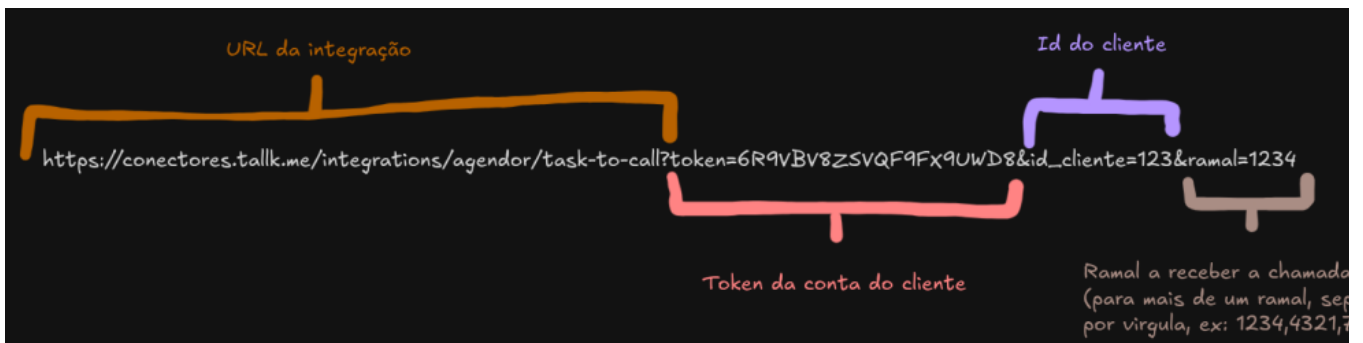 URL da integração
Id do cliente
https://conectores.tallk.me/integrations/agendor/task-to-call?token=6R9VBV8ZSVQF9Fx9UWD8&id_cliente=123&ramal=1234
Token da conta do cliente
Ramal a receber a chamada
(para mais de um ramal,
por virgula, ex: 1234,4321,